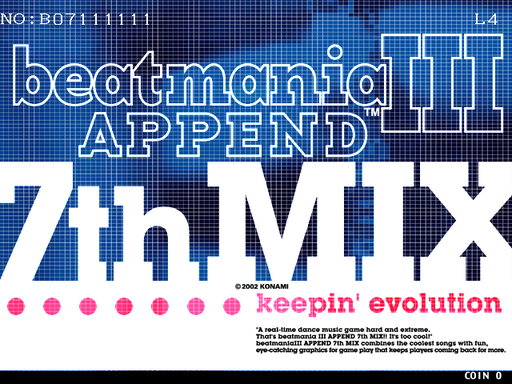 NO:B07111111
L4
beatmania III
APPEND™
7th MIX
©2002 KONAMI
keepin' evolution
"A real-time dance music game hard and extreme.
That's beatmania III APPEND 7th MIX!! It's too cool!"
beatmaniaIII APPEND 7th MIX combines the coolest songs with fun,
eye-catching graphics for game play that keeps players coming back for more.
COIN 0